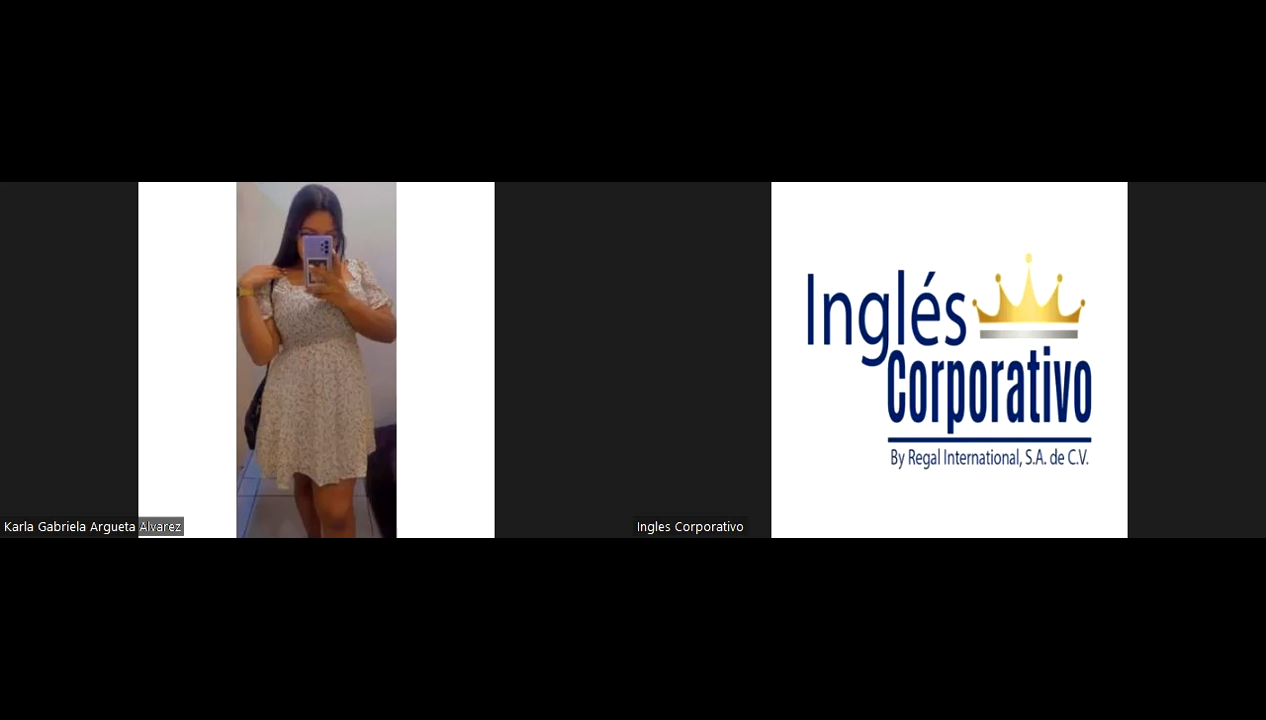 Inglés
Corporativo
By Regal International, S.A. de C.V.
Karla Gabriela Argueta Alvarez
Ingles Corporativo